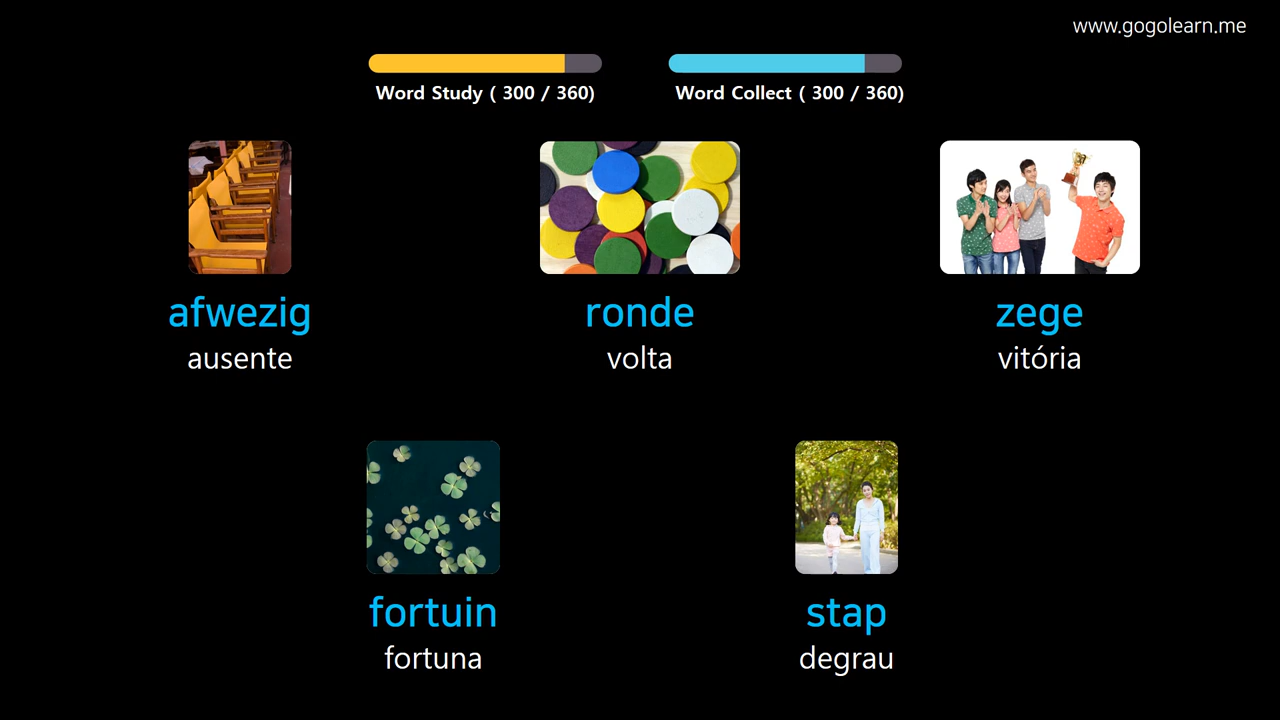 www.gogolearn.me
Word Study ( 300 / 360)
Word Collect ( 300 / 360)
afwezig
ausente
ronde
volta
zege
vitória
fortuin
fortuna
stap
degrau